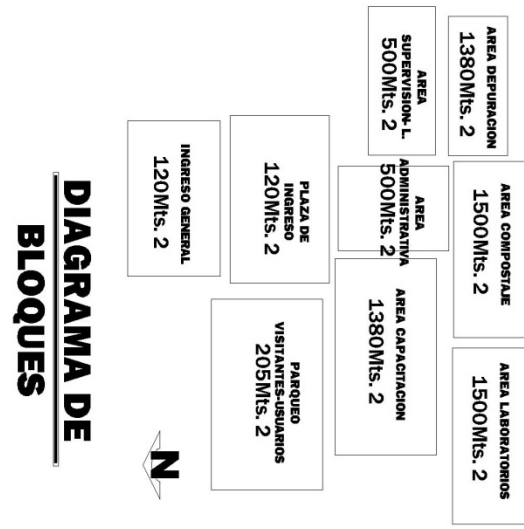 AREA DEPURACION
1380Mts. 2
AREA COMPOSTAJE
1500Mts. 2
AREA LABORATORIOS
1500Mts. 2
AREA
SUPERVISION- L.
500Mts. 2
AREA
ADMINISTRATIVA
500Mts. 2
AREA CAPACITACION
1380Mts. 2
PLAZA DE
INGRESO
120Mts. 2
PARQUEO
VISITANTES-USUARIOS
205Mts. 2
INGRESO GENERAL
120Mts. 2
N
DIAGRAMA DE
BLOQUES